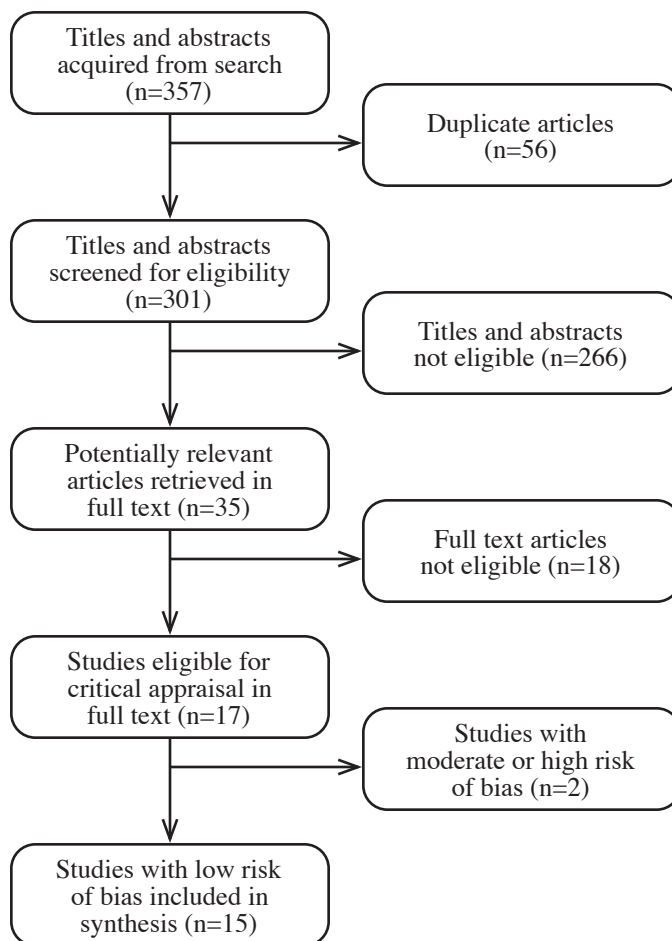 Titles and abstracts
acquired from search
(n=357)
Duplicate articles
(n=56)
Titles and abstracts
screened for eligibility
(n=301)
Titles and abstracts
not eligible (n=266)
Potentially relevant
articles retrieved in
full text (n=35)
Full text articles
not eligible (n=18)
Studies eligible for
critical appraisal in
full text (n=17)
Studies with
moderate or high risk
of bias (n=2)
Studies with low risk
of bias included in
synthesis (n=15)